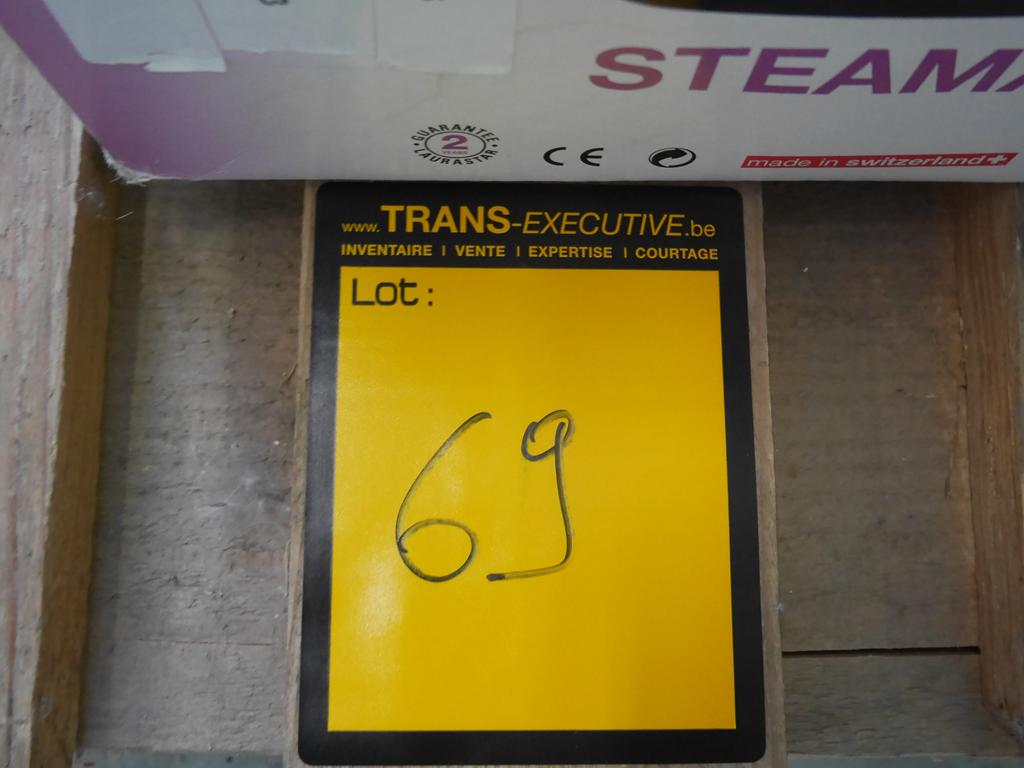 STEAM
GUARANTEE
2
YEARS
LAURASTAR
CE
made in switzerland
www.TRANS-EXECUTIVE.be
INVENTAIRE | VENTE | EXPERTISE | COURTAGE
Lot:
69